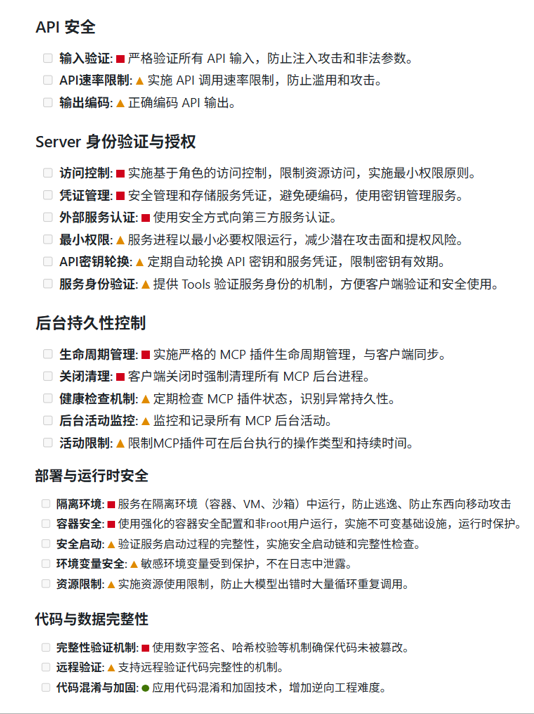 API 安全
输入验证: 严格验证所有 API 输入，防止注入攻击和非法参数。
API速率限制: 实施 API 调用速率限制，防止滥用和攻击。
输出编码: 正确编码 API 输出。
Server 身份验证与授权
访问控制: 实施基于角色的访问控制，限制资源访问，实施最小权限原则。
凭证管理: 安全管理和存储服务凭证，避免硬编码，使用密钥管理服务。
外部服务认证: 使用安全方式向第三方服务认证。
最小权限: 服务进程以最小必要权限运行，减少潜在攻击面和提权风险。
API密钥轮换: 定期自动轮换 API 密钥和服务凭证，限制密钥有效期。
服务身份验证: 提供 Tools 验证服务身份的机制，方便客户端验证和安全使用。
后台持久性控制
生命周期管理: 实施严格的 MCP 插件生命周期管理，与客户端同步。
关闭清理: 客户端关闭时强制清理所有 MCP 后台进程。
健康检查机制: 定期检查 MCP 插件状态，识别异常持久性。
后台活动监控: 监控和记录所有 MCP 后台活动。
活动限制: 限制MCP插件可在后台执行的操作类型和持续时间。
部署与运行时安全
隔离环境: 服务在隔离环境（容器、VM、沙箱）中运行，防止逃逸、防止东西向移动攻击
容器安全: 使用强化的容器安全配置和非root用户运行，实施不可变基础设施，运行时保护。
安全启动: 验证服务启动过程的完整性，实施安全启动链和完整性检查。
环境变量安全: 敏感环境变量受到保护，不在日志中泄露。
资源限制: 实施资源使用限制，防止大模型出错时大量循环重复调用。
代码与数据完整性
完整性验证机制: 使用数字签名、哈希校验等机制确保代码未被篡改。
远程验证: 支持远程验证代码完整性的机制。
代码混淆与加固: 应用代码混淆和加固技术，增加逆向工程难度。